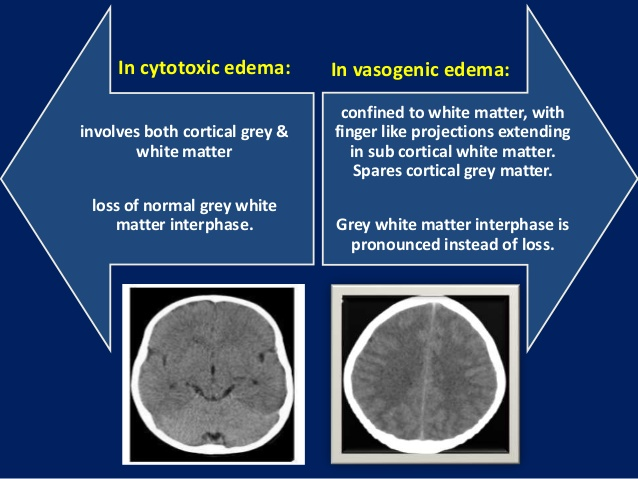 In cytotoxic edema:
involves both cortical grey &
white matter
loss of normal grey white
matter interphase.
In vasogenic edema:
confined to white matter, with
finger like projections extending
in sub cortical white matter.
Spares cortical grey matter.
Grey white matter interphase is
pronounced instead of loss.